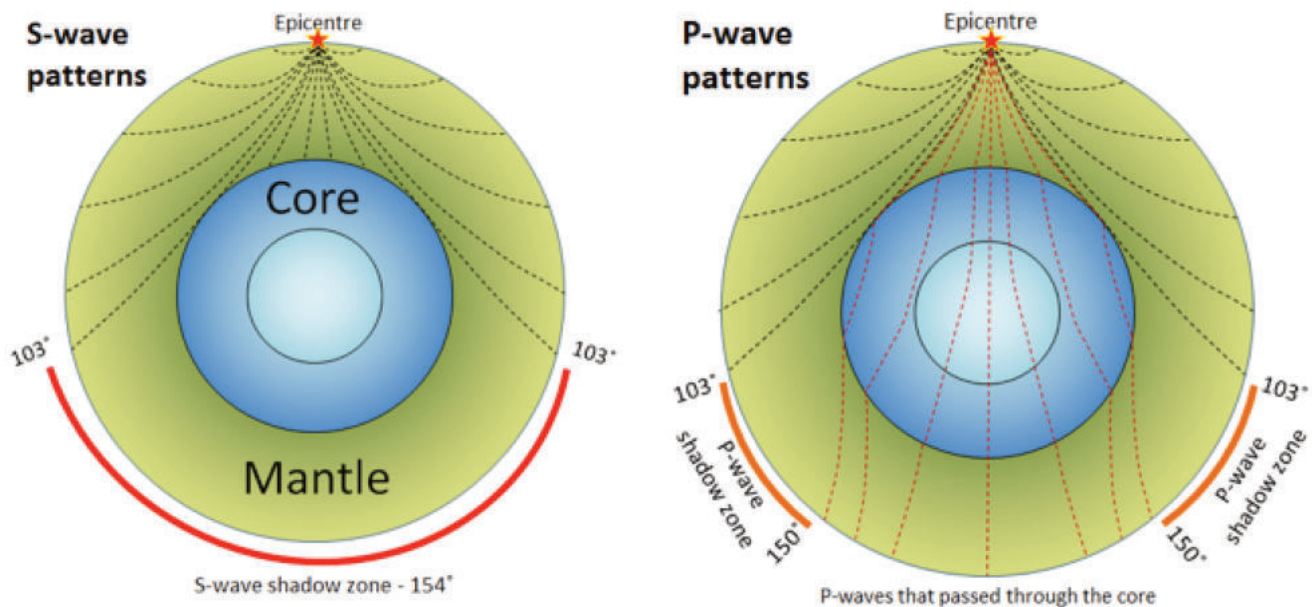 S-wave
patterns
Epicentre
Core
Mantle
103°
103°
S-wave shadow zone - 154°
P-wave
patterns
Epicentre
103°
103°
P-wave
shadow zone
P-wave
shadow zone
150°
150°
P-waves that passed through the core